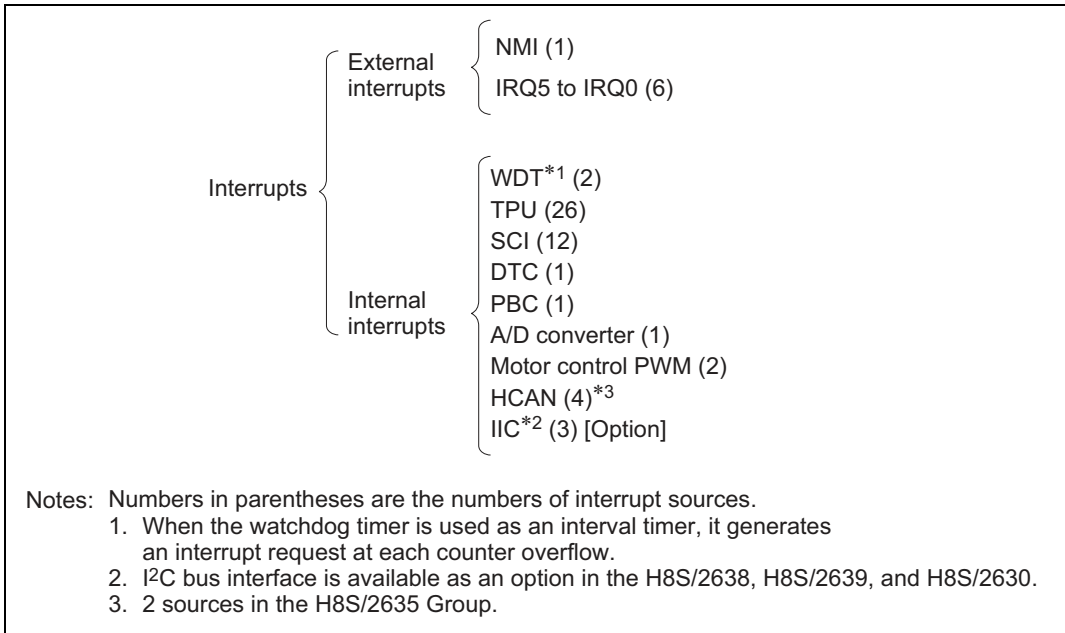 External
interrupts
NMI (1)
IRQ5 to IRQ0 (6)
Interrupts
Internal
interrupts
WDT*1 (2)
TPU (26)
SCI (12)
DTC (1)
PBC (1)
A/D converter (1)
Motor control PWM (2)
HCAN (4)*3
IIC*2 (3) [Option]
Notes: Numbers in parentheses are the numbers of interrupt sources.
1. When the watchdog timer is used as an interval timer, it generates
an interrupt request at each counter overflow.
2. I2C bus interface is available as an option in the H8S/2638, H8S/2639, and H8S/2630.
3. 2 sources in the H8S/2635 Group.